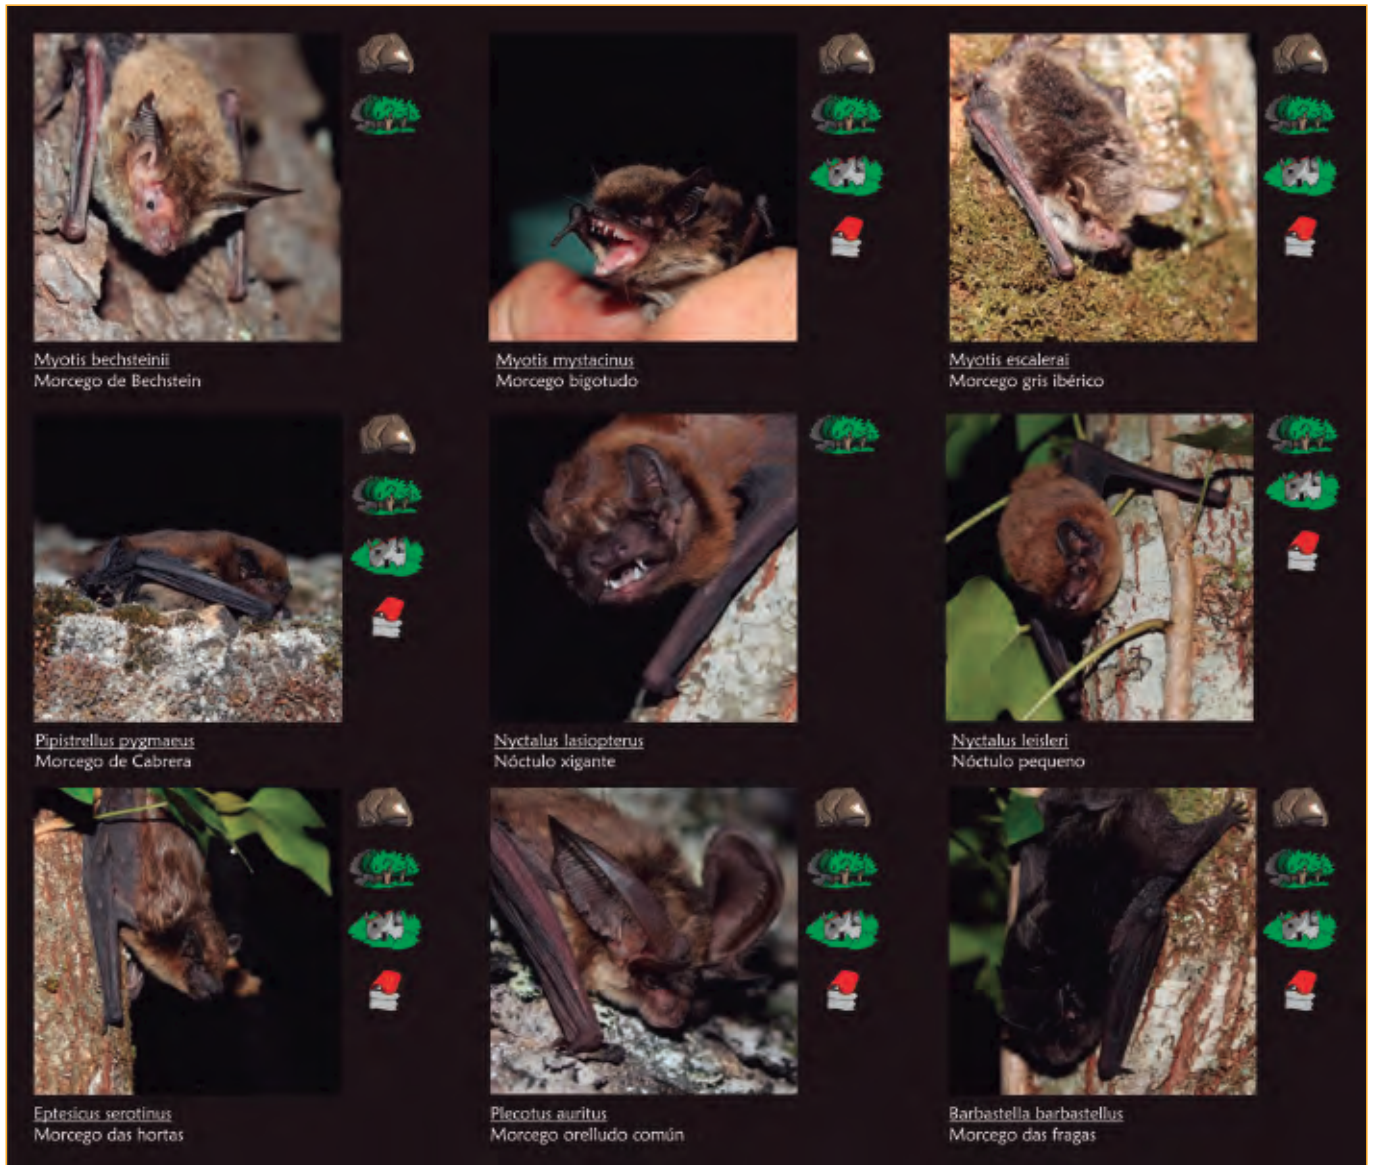 Myotis bechsteinii
Morcego de Bechstein
Myotis mystacinus
Morcego bigotudo
Myotis escalerai
Morcego gris ibérico
Pipistrellus pygmaeus
Morcego de Cabrera
Nyctalus lasiopterus
Nóctulo xigante
Nyctalus leisleri
Nóctulo pequeno
Eptesicus serotinus
Morcego das hortas
Plecotus auritus
Morcego orelludo común
Barbastella barbastellus
Morcego das fragas